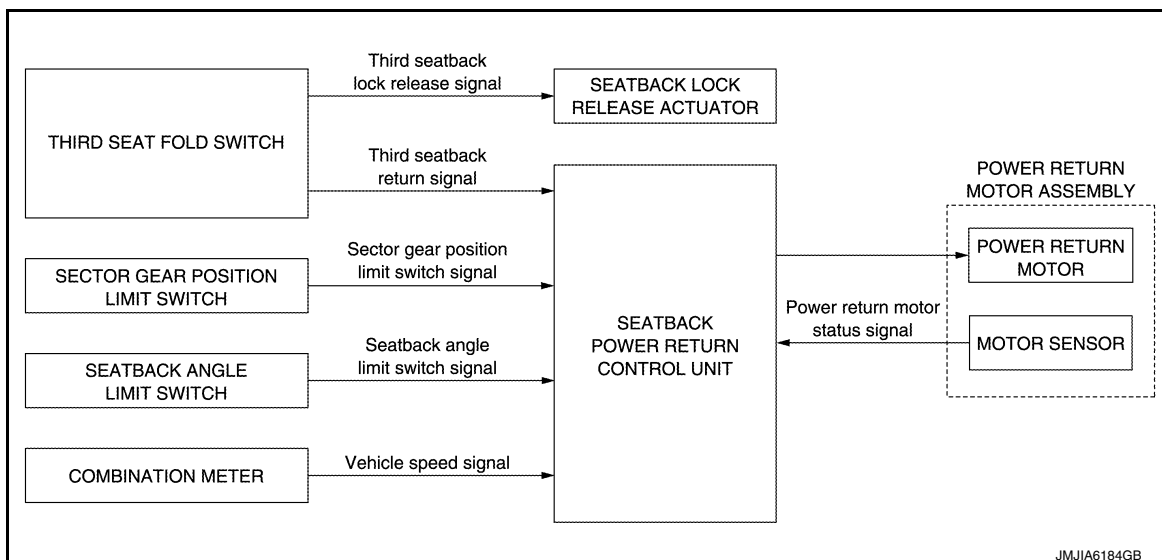 Third seatback
lock release signal
SEATBACK LOCK
RELEASE ACTUATOR
THIRD SEAT FOLD SWITCH
Third seatback
return signal
POWER RETURN
MOTOR ASSEMBLY
SECTOR GEAR POSITION
LIMIT SWITCH
Sector gear position
limit switch signal
POWER RETURN
MOTOR
SEATBACK
POWER RETURN
CONTROL UNIT
Power return motor
status signal
MOTOR SENSOR
SEATBACK ANGLE
LIMIT SWITCH
Seatback angle
limit switch signal
COMBINATION METER
Vehicle speed signal
JMJIA6184GB